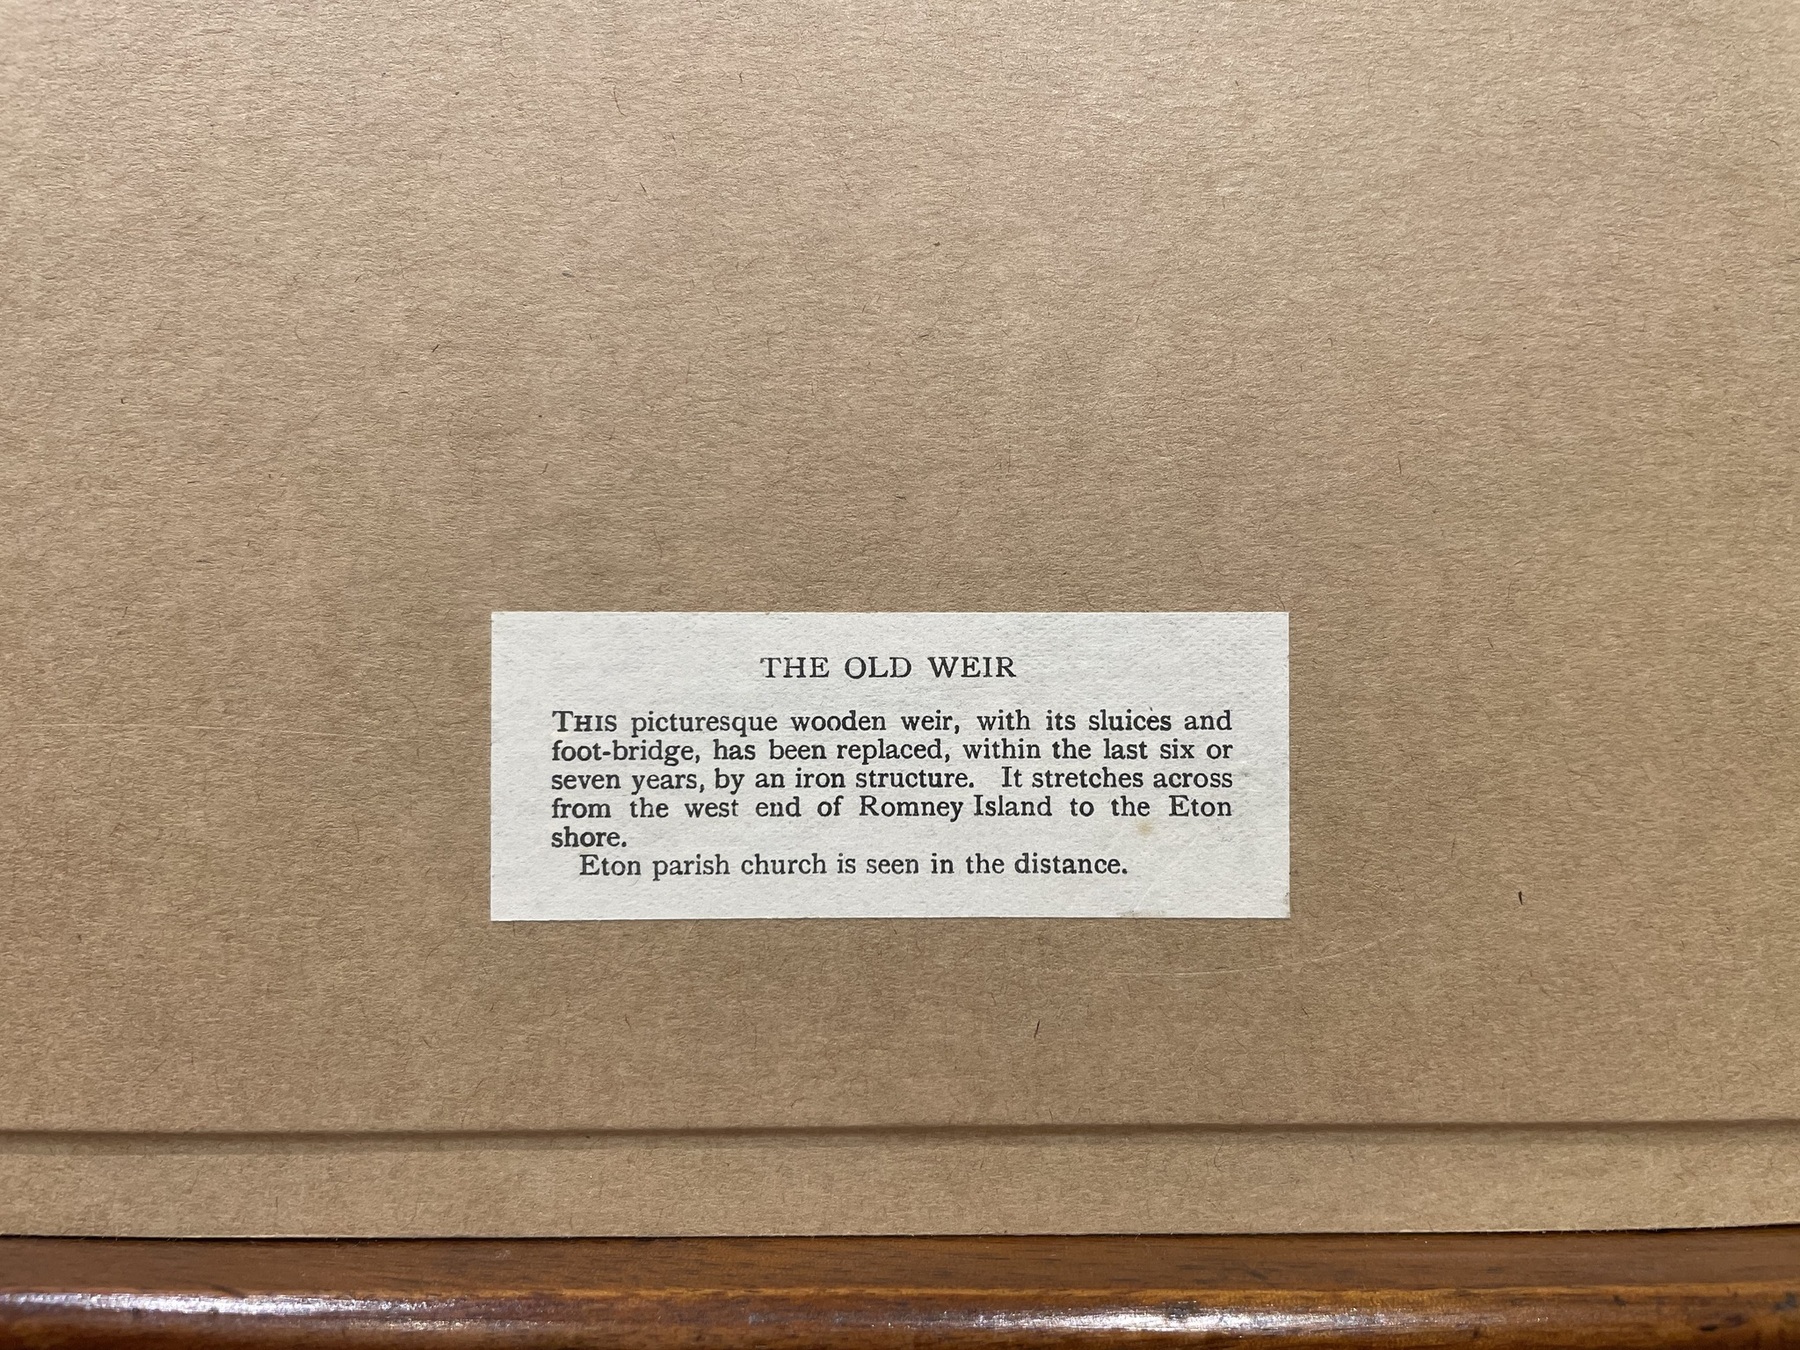 THE OLD WEIR
THIS picturesque wooden weir, with its sluices and
foot-bridge, has been replaced, within the last six or
seven years, by an iron structure. It stretches across
from the west end of Romney Island to the Eton
shore.
Eton parish church is seen in the distance.